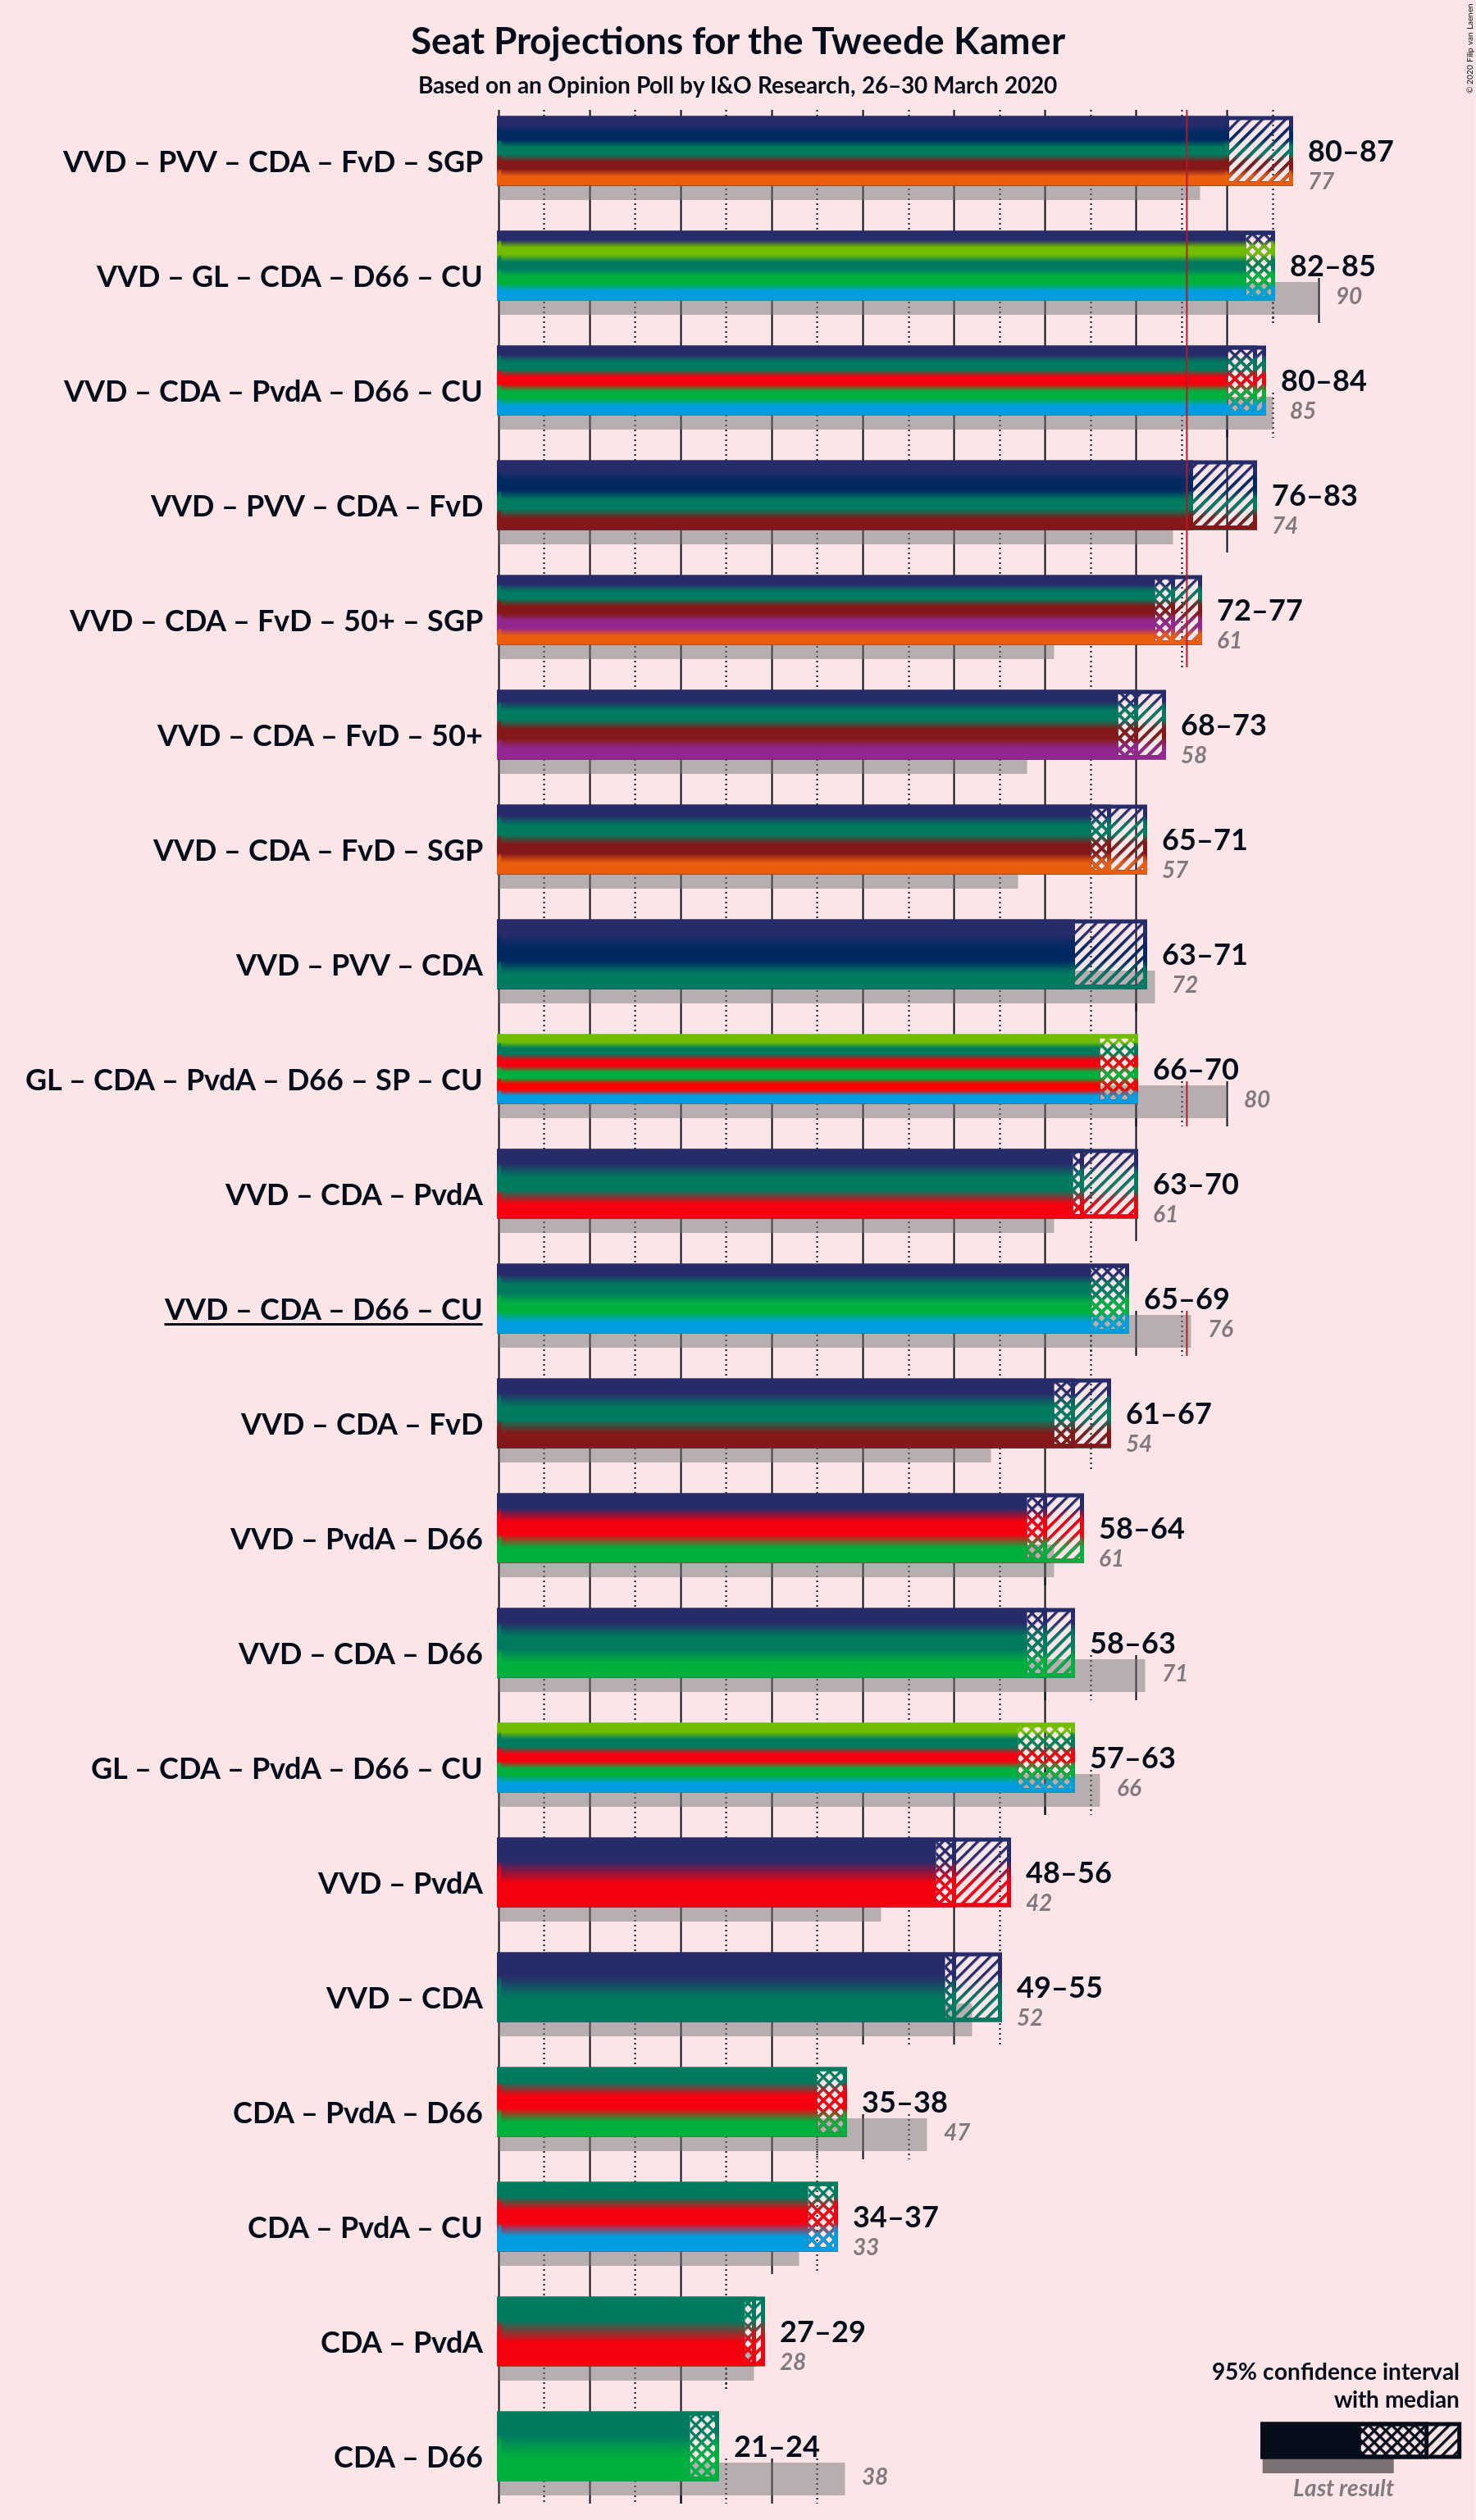 Seat Projections for the Tweede Kamer
Based on an Opinion Poll by I&O Research, 26–30 March 2020
© 2020 Filip van Laenen
VVD – PVV – CDA – FvD – SGP
80–87
77
VVD – GL – CDA – D66 – CU
82–85
90
VVD – CDA – PvdA – D66 – CU
80–84
85
VVD – PVV – CDA – FvD
76–83
74
VVD – CDA – FvD – 50+ – SGP
72–77
61
VVD – CDA – FvD – 50+
68–73
58
VVD – CDA – FvD – SGP
65–71
57
VVD – PVV – CDA
63–71
72
GL – CDA – PvdA – D66 – SP – CU
66–70
80
VVD – CDA – PvdA
63–70
61
VVD – CDA – D66 – CU
65–69
76
VVD – CDA – FvD
61–67
54
VVD – PvdA – D66
58–64
61
VVD – CDA – D66
58–63
71
GL – CDA – PvdA – D66 – CU
57–63
66
VVD – PvdA
48–56
42
VVD – CDA
49–55
52
CDA – PvdA – D66
35–38
47
CDA – PvdA – CU
34–37
33
CDA – PvdA
27–29
28
CDA – D66
21–24
38
95% confidence interval
with median
Last result